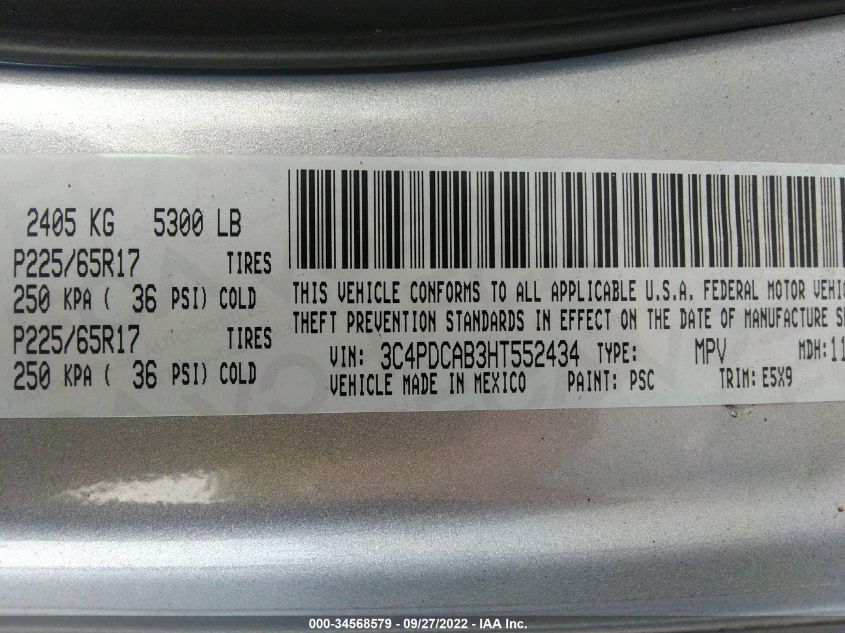 2405 KG 5300 LB
P225/65R17 TIRES
250 KPA ( 36 PSI) COLD
P225/65R17 TIRES
250 KPA ( 36 PSI) COLD
THIS VEHICLE CONFORMS TO ALL APPLICABLE U.S.A. FEDERAL MOTOR VEHIC
THEFT PREVENTION STANDARDS IN EFFECT ON THE DATE OF MANUFACTURE S
VIN: 3C4PDCAB3HT552434 TYPE: MPV MDH: 11
VEHICLE MADE IN MEXICO PAINT: PSC TRIM: E5X9
000-34568579 // 09/27/2022 -- IAA Inc.